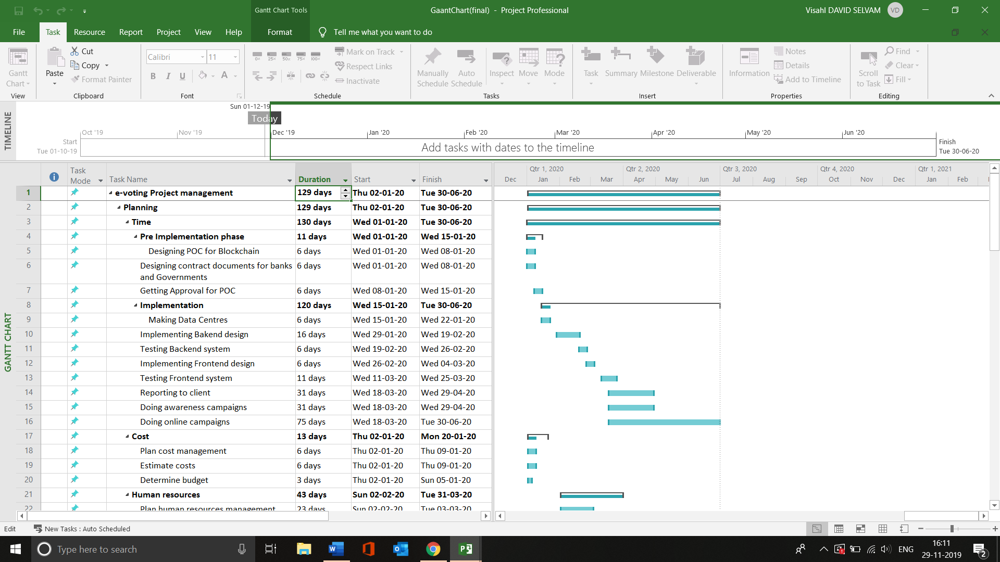 Gantt Chart Tools
GaantChart(final) - Project Professional
Visahl DAVID SELVAM
VD
File
Task
Resource
Report
Project
View
Help
Format
Tell me what you want to do
Gantt
Chart
View
Paste
Cut
Copy
Format Painter
Clipboard
Calibri
11
B I U A
Font
0% 25% 50% 75% 100%
Mark on Track
Respect Links
Inactivate
Schedule
Manually
Schedule
Auto
Schedule
Inspect
Move
Mode
Tasks
Task
Summary
Milestone
Deliverable
Insert
Information
Notes
Details
Add to Timeline
Properties
Scroll
to Task
Find
Clear
Fill
Editing
TIMELINE
Sun 01-12-19
Today
Oct '19 Nov '19 Dec '19 Jan '20 Feb '20 Mar '20 Apr '20 May '20 Jun '20
Start
Tue 01-10-19
Add tasks with dates to the timeline
Finish
Tue 30-06-20
GANTT CHART
Task
Mode
Task Name
Duration
Start
Finish
Qtr 1, 2020 Qtr 2, 2020 Qtr 3, 2020 Qtr 4, 2020 Qtr 1, 2021
Dec Jan Feb Mar Apr May Jun Jul Aug Sep Oct Nov Dec Jan Feb
1 e-voting Project management 129 days Thu 02-01-20 Tue 30-06-20
2 Planning 129 days Thu 02-01-20 Tue 30-06-20
3 Time 130 days Wed 01-01-20 Tue 30-06-20
4 Pre Implementation phase 11 days Wed 01-01-20 Wed 15-01-20
5 Designing POC for Blockchain 6 days Wed 01-01-20 Wed 08-01-20
6 Designing contract documents for banks 6 days Wed 01-01-20 Wed 08-01-20
and Governments
7 Getting Approval for POC 6 days Wed 08-01-20 Wed 15-01-20
8 Implementation 120 days Wed 15-01-20 Tue 30-06-20
9 Making Data Centres 6 days Wed 15-01-20 Wed 22-01-20
10 Implementing Bakend design 16 days Wed 29-01-20 Wed 19-02-20
11 Testing Backend system 6 days Wed 19-02-20 Wed 26-02-20
12 Implementing Frontend design 6 days Wed 26-02-20 Wed 04-03-20
13 Testing Frontend system 11 days Wed 11-03-20 Wed 25-03-20
14 Reporting to client 31 days Wed 18-03-20 Wed 29-04-20
15 Doing awareness campaigns 31 days Wed 18-03-20 Wed 29-04-20
16 Doing online campaigns 75 days Wed 18-03-20 Tue 30-06-20
17 Cost 13 days Thu 02-01-20 Mon 20-01-20
18 Plan cost management 6 days Thu 02-01-20 Thu 09-01-20
19 Estimate costs 6 days Thu 02-01-20 Thu 09-01-20
20 Determine budget 3 days Thu 02-01-20 Sun 05-01-20
21 Human resources 43 days Sun 02-02-20 Tue 31-03-20
22 Plan human resources management 23 days Sun 02-02-20 Tue 03-03-20
Edit
New Tasks : Auto Scheduled
Type here to search
ENG
16:11
29-11-2019
2